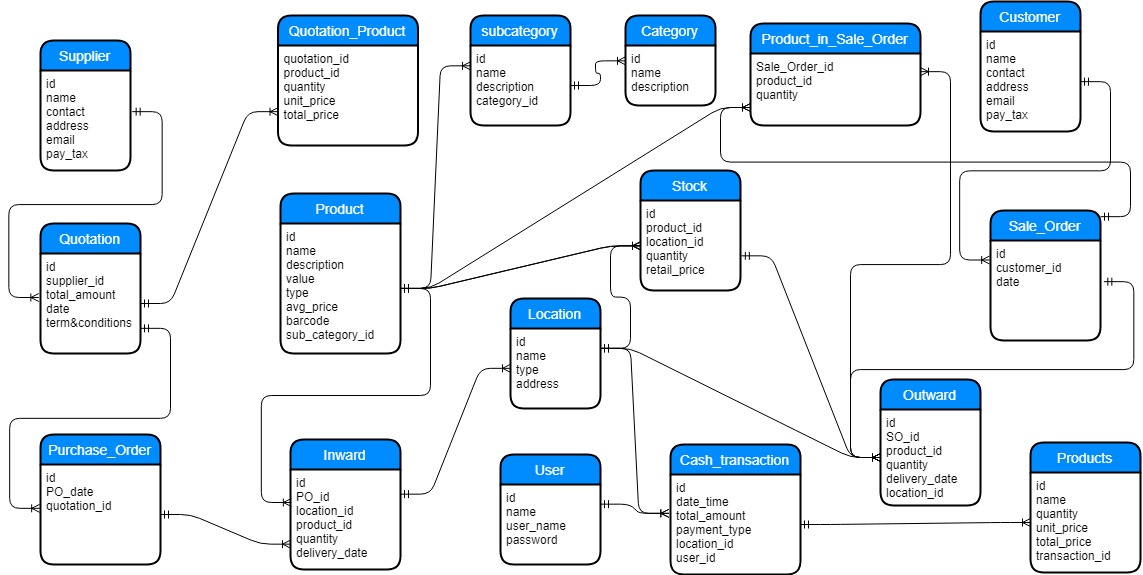 Supplier
id
name
contact
address
email
pay_tax
Quotation_Product
quotation_id
product_id
quantity
unit_price
total_price
subcategory
id
name
description
category_id
Category
id
name
description
Product_in_Sale_Order
Sale_Order_id
product_id
quantity
Customer
id
name
contact
address
email
pay_tax
Quotation
id
supplier_id
total_amount
date
term&conditions
Product
id
name
description
value
type
avg_price
barcode
sub_category_id
Stock
id
product_id
location_id
quantity
retail_price
Sale_Order
id
customer_id
date
Location
id
name
type
address
Purchase_Order
id
PO_date
quotation_id
Inward
id
PO_id
location_id
product_id
quantity
delivery_date
User
id
name
user_name
password
Cash_transaction
id
date_time
total_amount
payment_type
location_id
user_id
Outward
id
SO_id
product_id
quantity
delivery_date
location_id
Products
id
name
quantity
unit_price
total_price
transaction_id